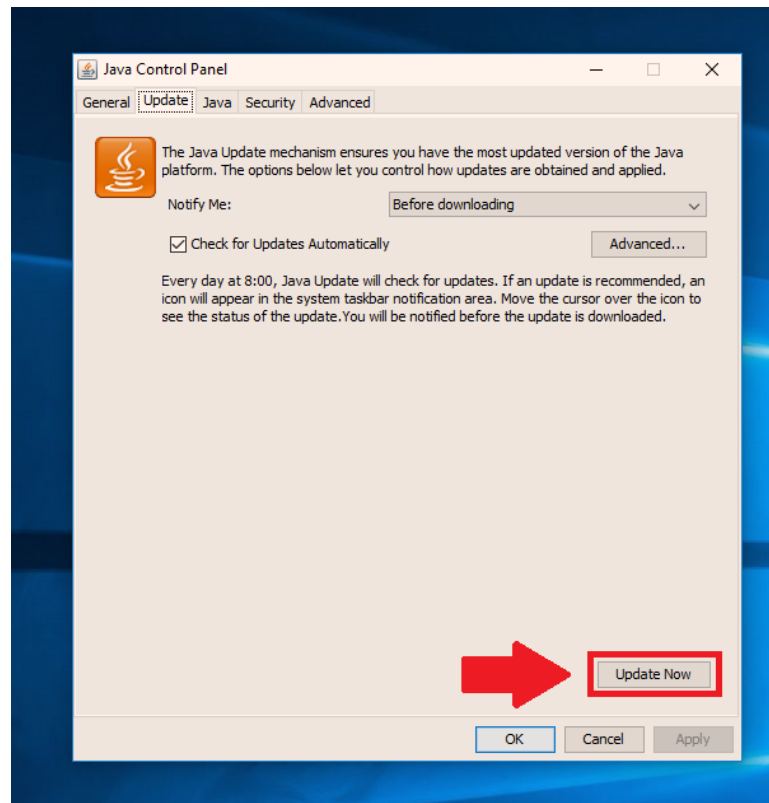 Java Control Panel
General Update Java Security Advanced
The Java Update mechanism ensures you have the most updated version of the Java
platform. The options below let you control how updates are obtained and applied.
Notify Me: Before downloading
Check for Updates Automatically Advanced...
Every day at 8:00, Java Update will check for updates. If an update is recommended, an
icon will appear in the system taskbar notification area. Move the cursor over the icon to
see the status of the update.You will be notified before the update is downloaded.
Update Now
OK Cancel Apply